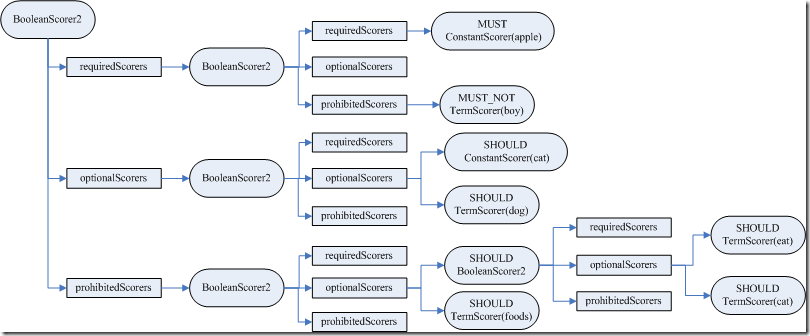 BooleanScorer2
requiredScorers
BooleanScorer2
requiredScorers
MUST
ConstantScorer(apple)
optionalScorers
prohibitedScorers
MUST_NOT
TermScorer(boy)
optionalScorers
BooleanScorer2
requiredScorers
optionalScorers
SHOULD
ConstantScorer(cat)
SHOULD
TermScorer(dog)
prohibitedScorers
prohibitedScorers
BooleanScorer2
requiredScorers
optionalScorers
SHOULD
BooleanScorer2
requiredScorers
optionalScorers
SHOULD
TermScorer(eat)
SHOULD
TermScorer(cat)
prohibitedScorers
SHOULD
TermScorer(foods)
prohibitedScorers